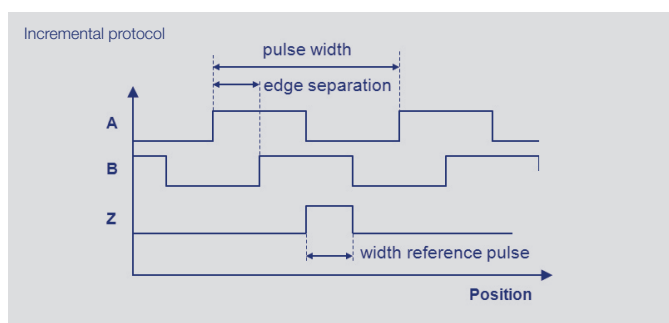 Incremental protocol
pulse width
edge separation
A
B
Z
width reference pulse
Position